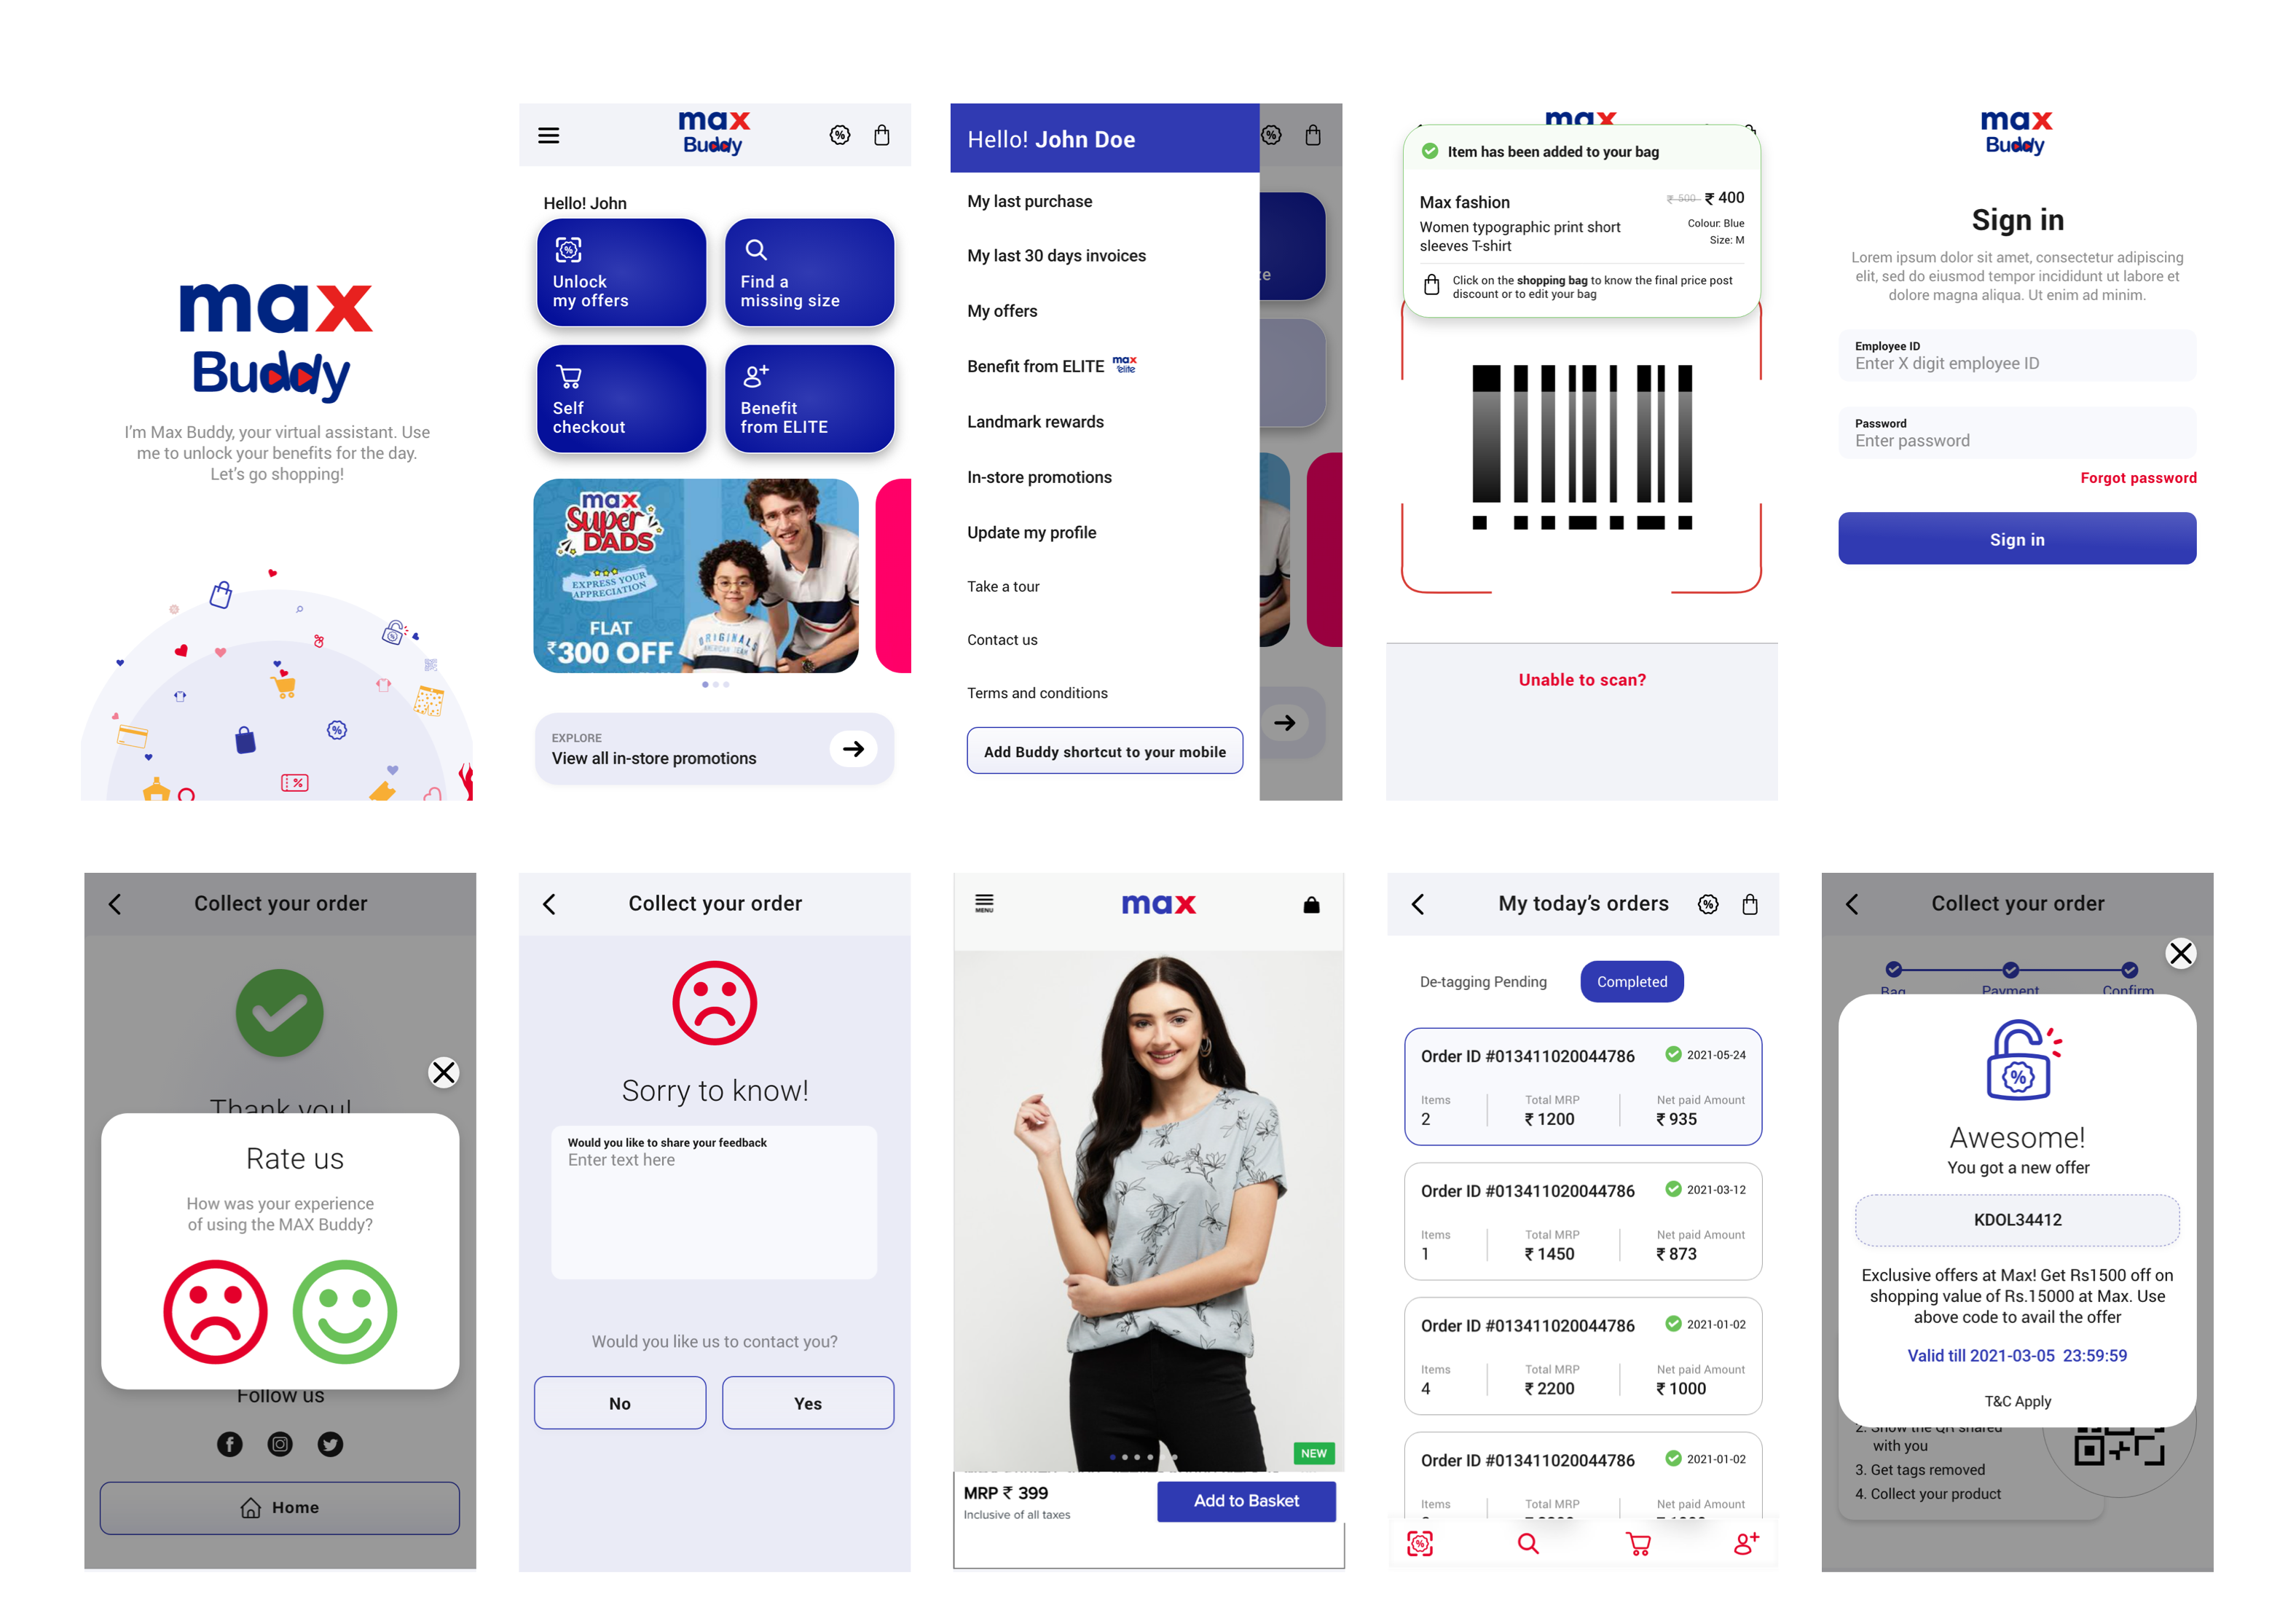 max
Buddy
I'm Max Buddy, your virtual assistant. Use
me to unlock your benefits for the day.
Let's go shopping!
max
Buddy
Hello! John
Unlock
my offers
Find a
missing size
Self
checkout
Benefit
from ELITE
max
Super
DADS
EXPRESS YOUR
APPRECIATION
FLAT
₹300 OFF
ORIGINALS
AMERICAN TEAM
EXPLORE
View all in-store promotions
Hello! John Doe
My last purchase
My last 30 days invoices
My offers
Benefit from ELITE max elite
Landmark rewards
In-store promotions
Update my profile
Take a tour
Contact us
Terms and conditions
Add Buddy shortcut to your mobile
max
Item has been added to your bag
Max fashion
₹ 500 ₹ 400
Women typographic print short
sleeves T-shirt
Colour: Blue
Size: M
Click on the shopping bag to know the final price post
discount or to edit your bag
Unable to scan?
max
Buddy
Sign in
Lorem ipsum dolor sit amet, consectetur adipiscing
elit, sed do eiusmod tempor incididunt ut labore et
dolore magna aliqua. Ut enim ad minim.
Employee ID
Enter X digit employee ID
Password
Enter password
Forgot password
Sign in
Collect your order
Thank you!
Rate us
How was your experience
of using the MAX Buddy?
Follow us
Home
Collect your order
Sorry to know!
Would you like to share your feedback
Enter text here
Would you like us to contact you?
No
Yes
MENU
max
NEW
MRP ₹ 399
Inclusive of all taxes
Add to Basket
My today's orders
De-tagging Pending
Completed
Order ID #013411020044786 2021-05-24
Items Total MRP Net paid Amount
2 ₹ 1200 ₹ 935
Order ID #013411020044786 2021-03-12
Items Total MRP Net paid Amount
1 ₹ 1450 ₹ 873
Order ID #013411020044786 2021-01-02
Items Total MRP Net paid Amount
4 ₹ 2200 ₹ 1000
Order ID #013411020044786 2021-01-02
Items Total MRP Net paid Amount
Collect your order
Bag Payment Confirm
Awesome!
You got a new offer
KDOL34412
Exclusive offers at Max! Get Rs1500 off on
shopping value of Rs.15000 at Max. Use
above code to avail the offer
Valid till 2021-03-05 23:59:59
T&C Apply
2. Show the QR shared
with you
3. Get tags removed
4. Collect your product